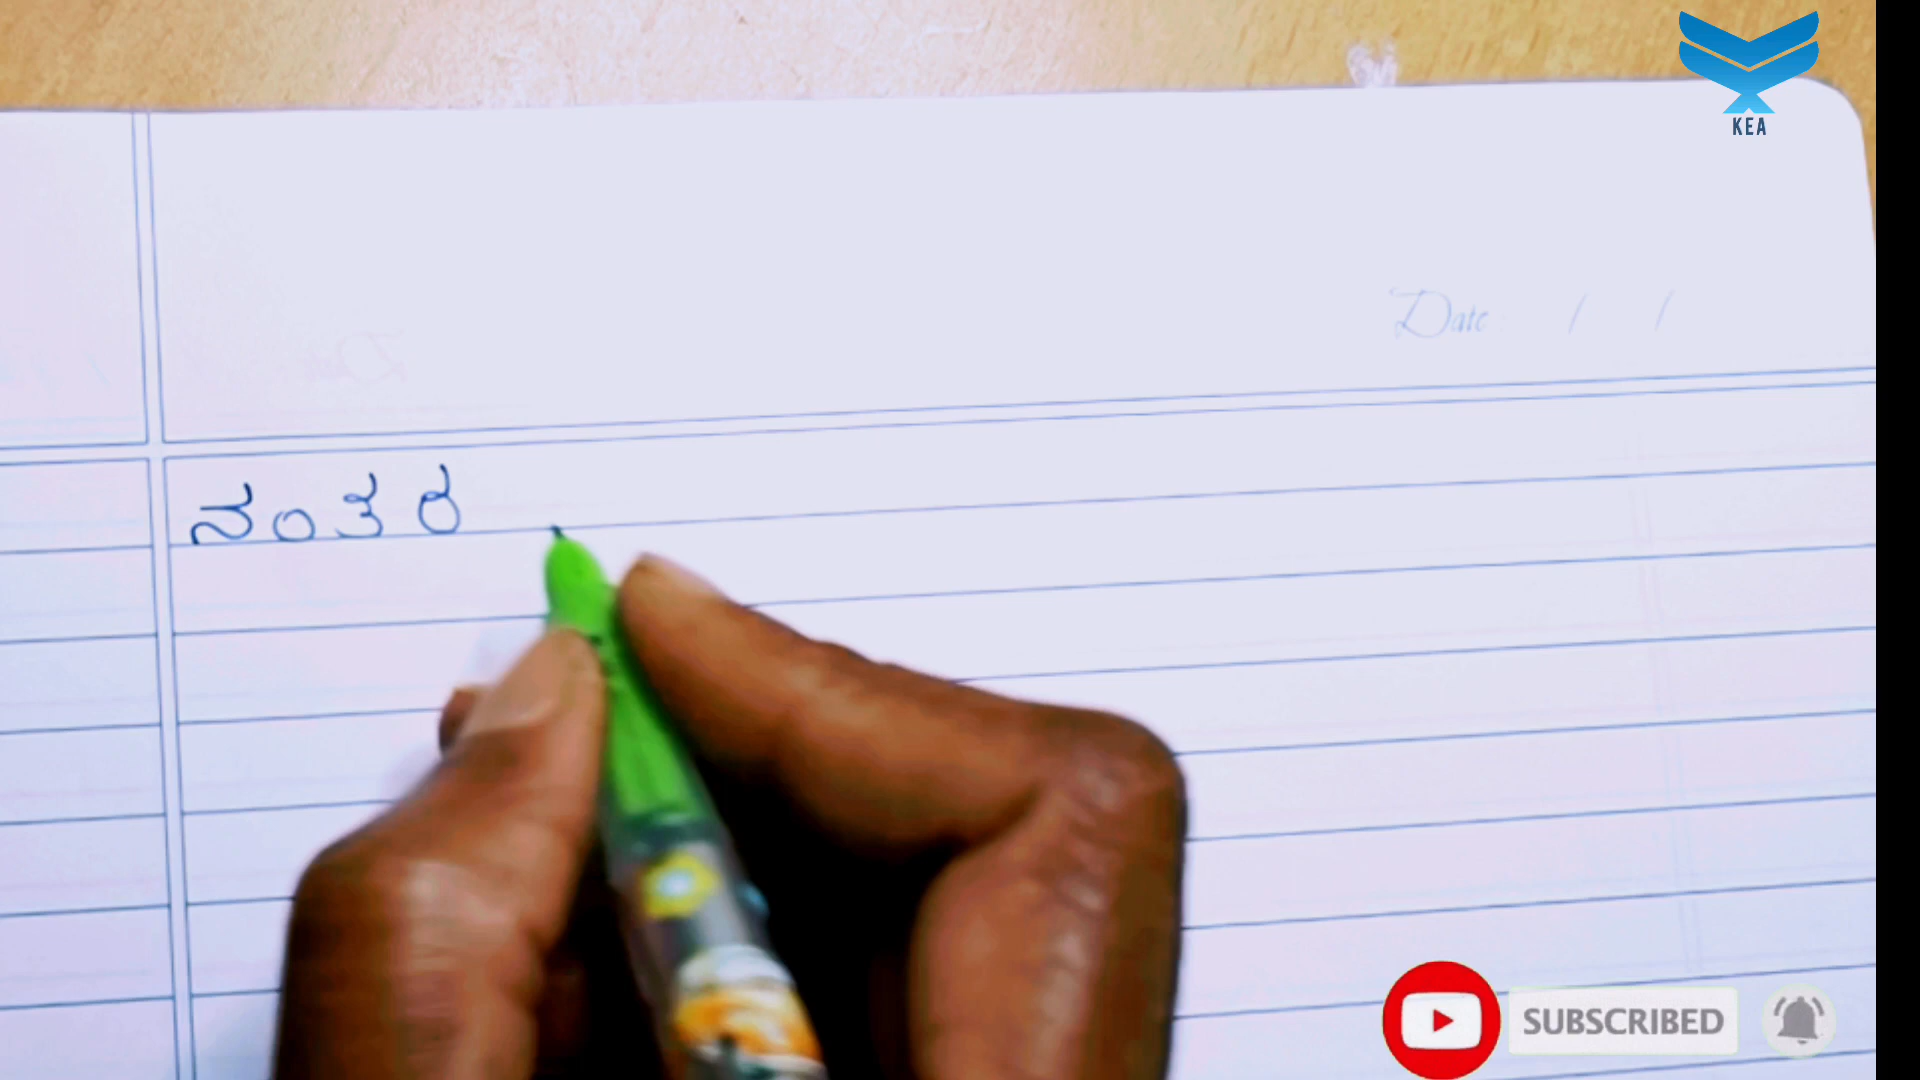 KEA
Date : / /
ನಂತರ
SUBSCRIBED